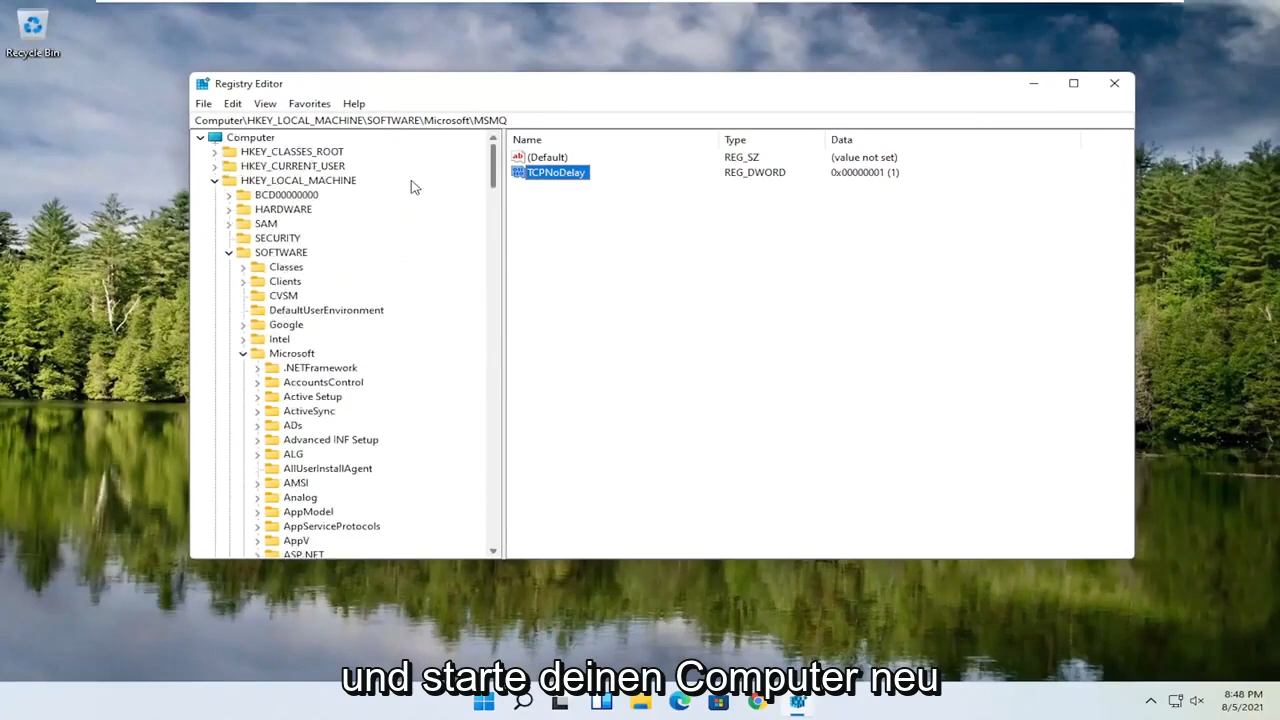 Recycle Bin
Registry Editor
File Edit View Favorites Help
Computer\HKEY_LOCAL_MACHINE\SOFTWARE\Microsoft\MSMQ
Computer
HKEY_CLASSES_ROOT
HKEY_CURRENT_USER
HKEY_LOCAL_MACHINE
BCD00000000
HARDWARE
SAM
SECURITY
SOFTWARE
Classes
Clients
CVSM
DefaultUserEnvironment
Google
Intel
Microsoft
.NETFramework
AccountsControl
Active Setup
ActiveSync
ADs
Advanced INF Setup
ALG
AllUserInstallAgent
AMSI
Analog
AppModel
AppServiceProtocols
AppV
ASP.NET
Name Type Data
ab (Default) REG_SZ (value not set)
TCPNoDelay REG_DWORD 0x00000001 (1)
und starte deinen Computer neu
8:48 PM
8/5/2021